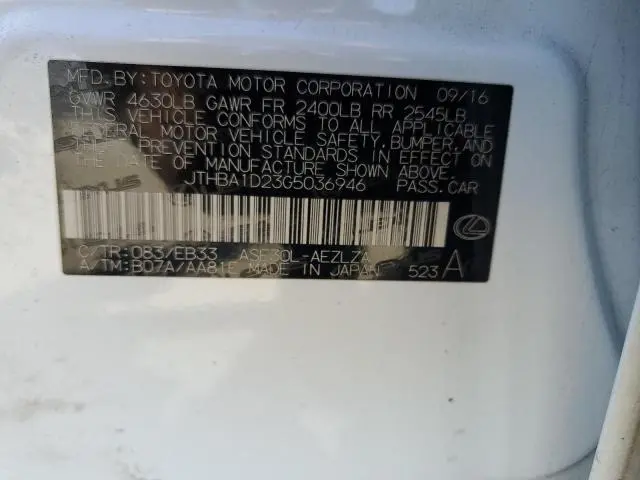 MFD. BY: TOYOTA MOTOR CORPORATION 09/16
GVWR 4630LB GAWR FR 2400LB RR 2545LB
THIS VEHICLE CONFORMS TO ALL APPLICABLE
FEDERAL MOTOR VEHICLE SAFETY, BUMPER, AND
THEFT PREVENTION STANDARDS IN EFFECT ON
THE DATE OF MANUFACTURE SHOWN ABOVE.
JTHBA1D23G5036946 PASS.CAR
C/TR: 083/EB33 ASE30L-AEZLZA
A/TM: B07A/AA81E MADE IN JAPAN 523 A